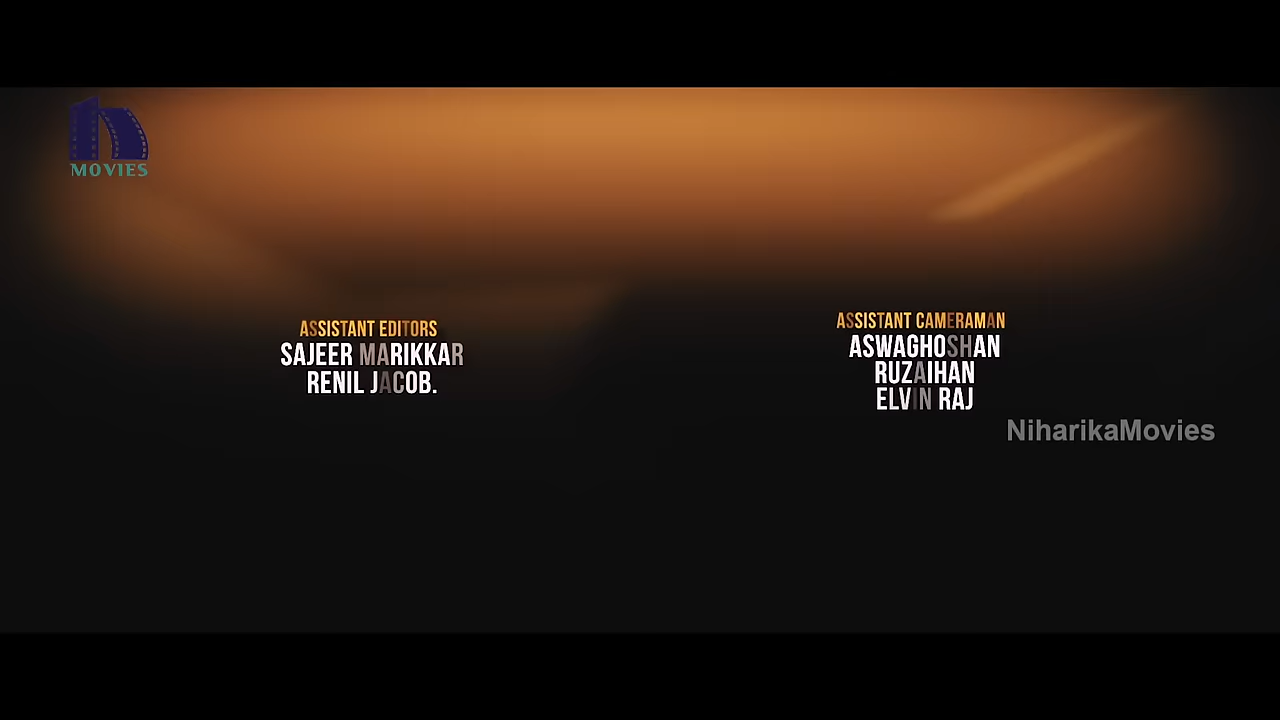 MOVIES
ASSISTANT EDITORS
SAJEER MARIKKAR
RENIL JACOB.
ASSISTANT CAMERAMAN
ASWAGHOSHAN
RUZAIHAN
ELVIN RAJ
NiharikaMovies